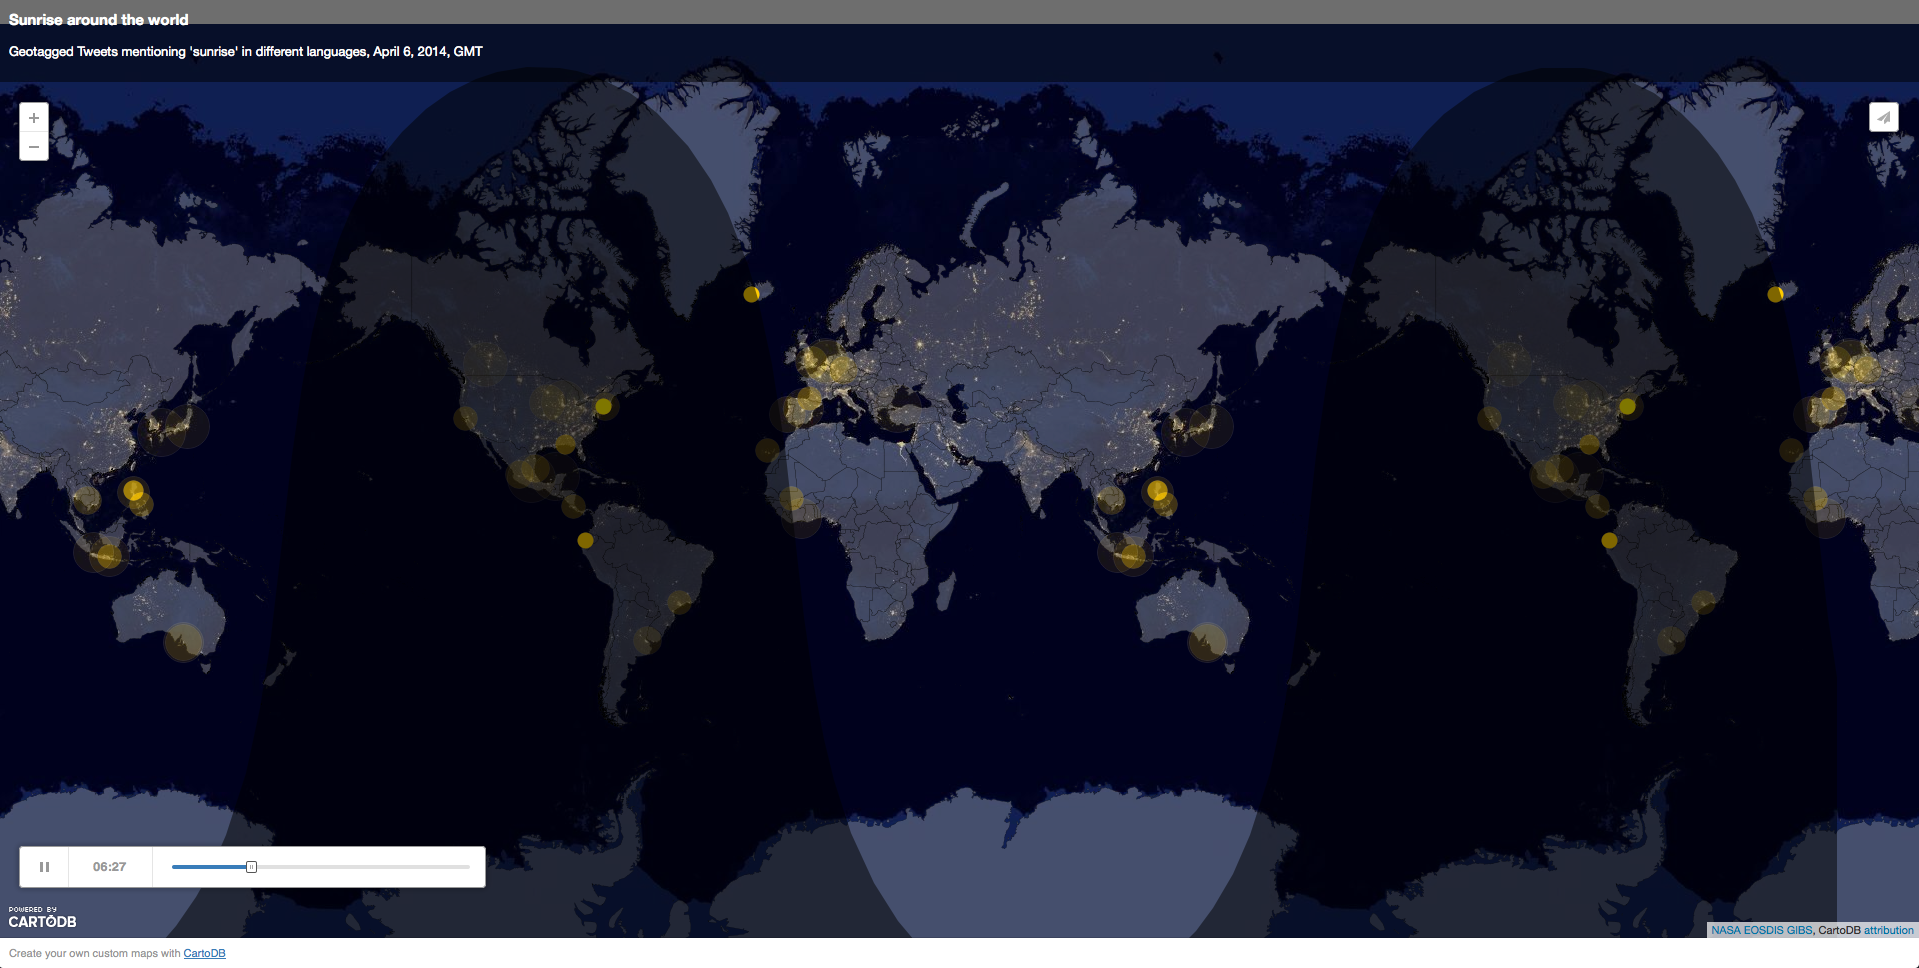 Sunrise around the world
Geotagged Tweets mentioning 'sunrise' in different languages, April 6, 2014, GMT
+
−
06:27
POWERED BY
CARTODB
NASA EOSDIS GIBS, CartoDB attribution
Create your own custom maps with CartoDB